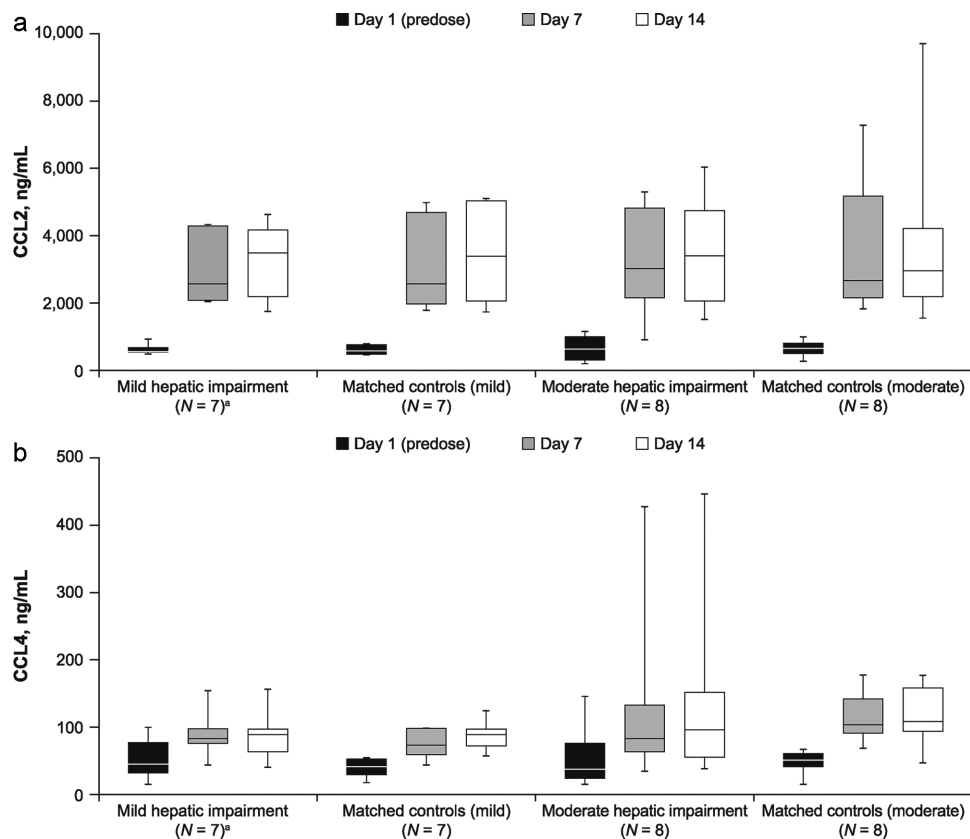 a
Day 1 (predose) Day 7 Day 14
10,000
8,000
6,000
4,000
2,000
0
CCL2, ng/mL
Mild hepatic impairment
(N = 7)ᵃ
Matched controls (mild)
(N = 7)
Moderate hepatic impairment
(N = 8)
Matched controls (moderate)
(N = 8)
b
Day 1 (predose) Day 7 Day 14
500
400
300
200
100
0
CCL4, ng/mL
Mild hepatic impairment
(N = 7)ᵃ
Matched controls (mild)
(N = 7)
Moderate hepatic impairment
(N = 8)
Matched controls (moderate)
(N = 8)